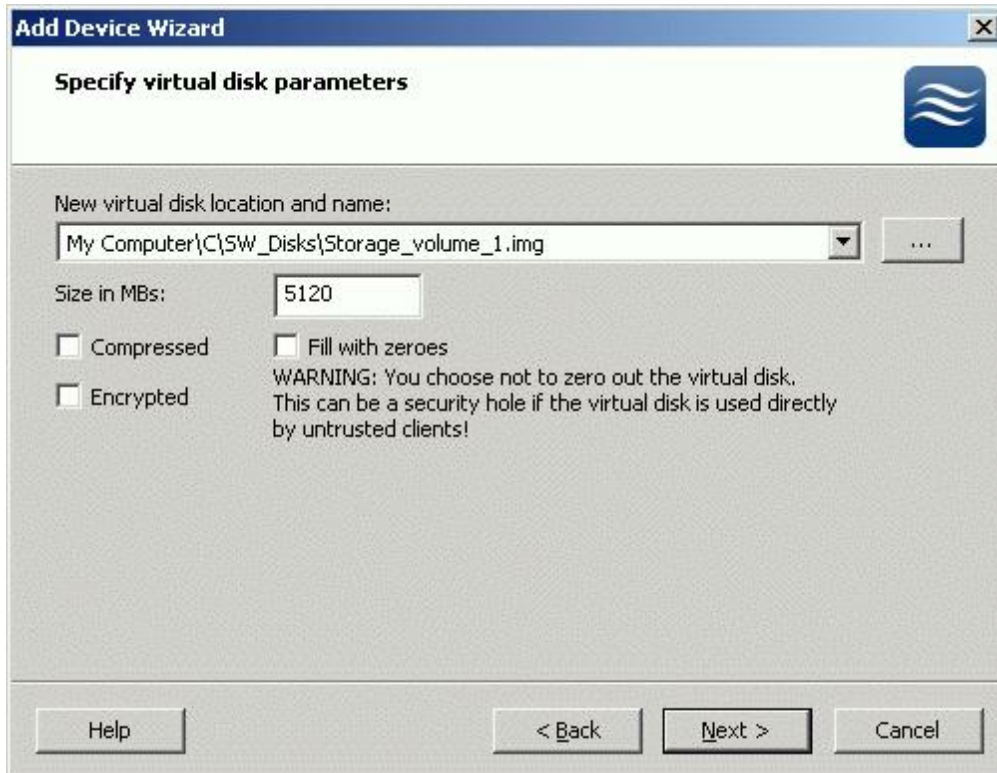 Add Device Wizard
Specify virtual disk parameters
New virtual disk location and name:
My Computer\C\SW_Disks\Storage_volume_1.img
...
Size in MBs:
5120
Compressed
Fill with zeroes
Encrypted
WARNING: You choose not to zero out the virtual disk.
This can be a security hole if the virtual disk is used directly
by untrusted clients!
Help
< Back
Next >
Cancel